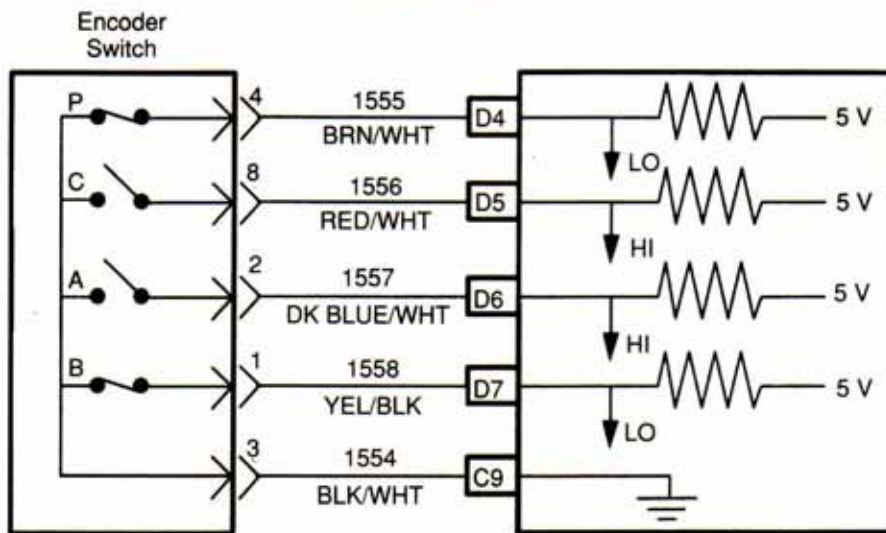 Encoder
Switch
P
4
1555
BRN/WHT
D4
5 V
LO
C
8
1556
RED/WHT
D5
5 V
HI
A
2
1557
DK BLUE/WHT
D6
5 V
HI
B
1
1558
YEL/BLK
D7
5 V
LO
3
1554
BLK/WHT
C9